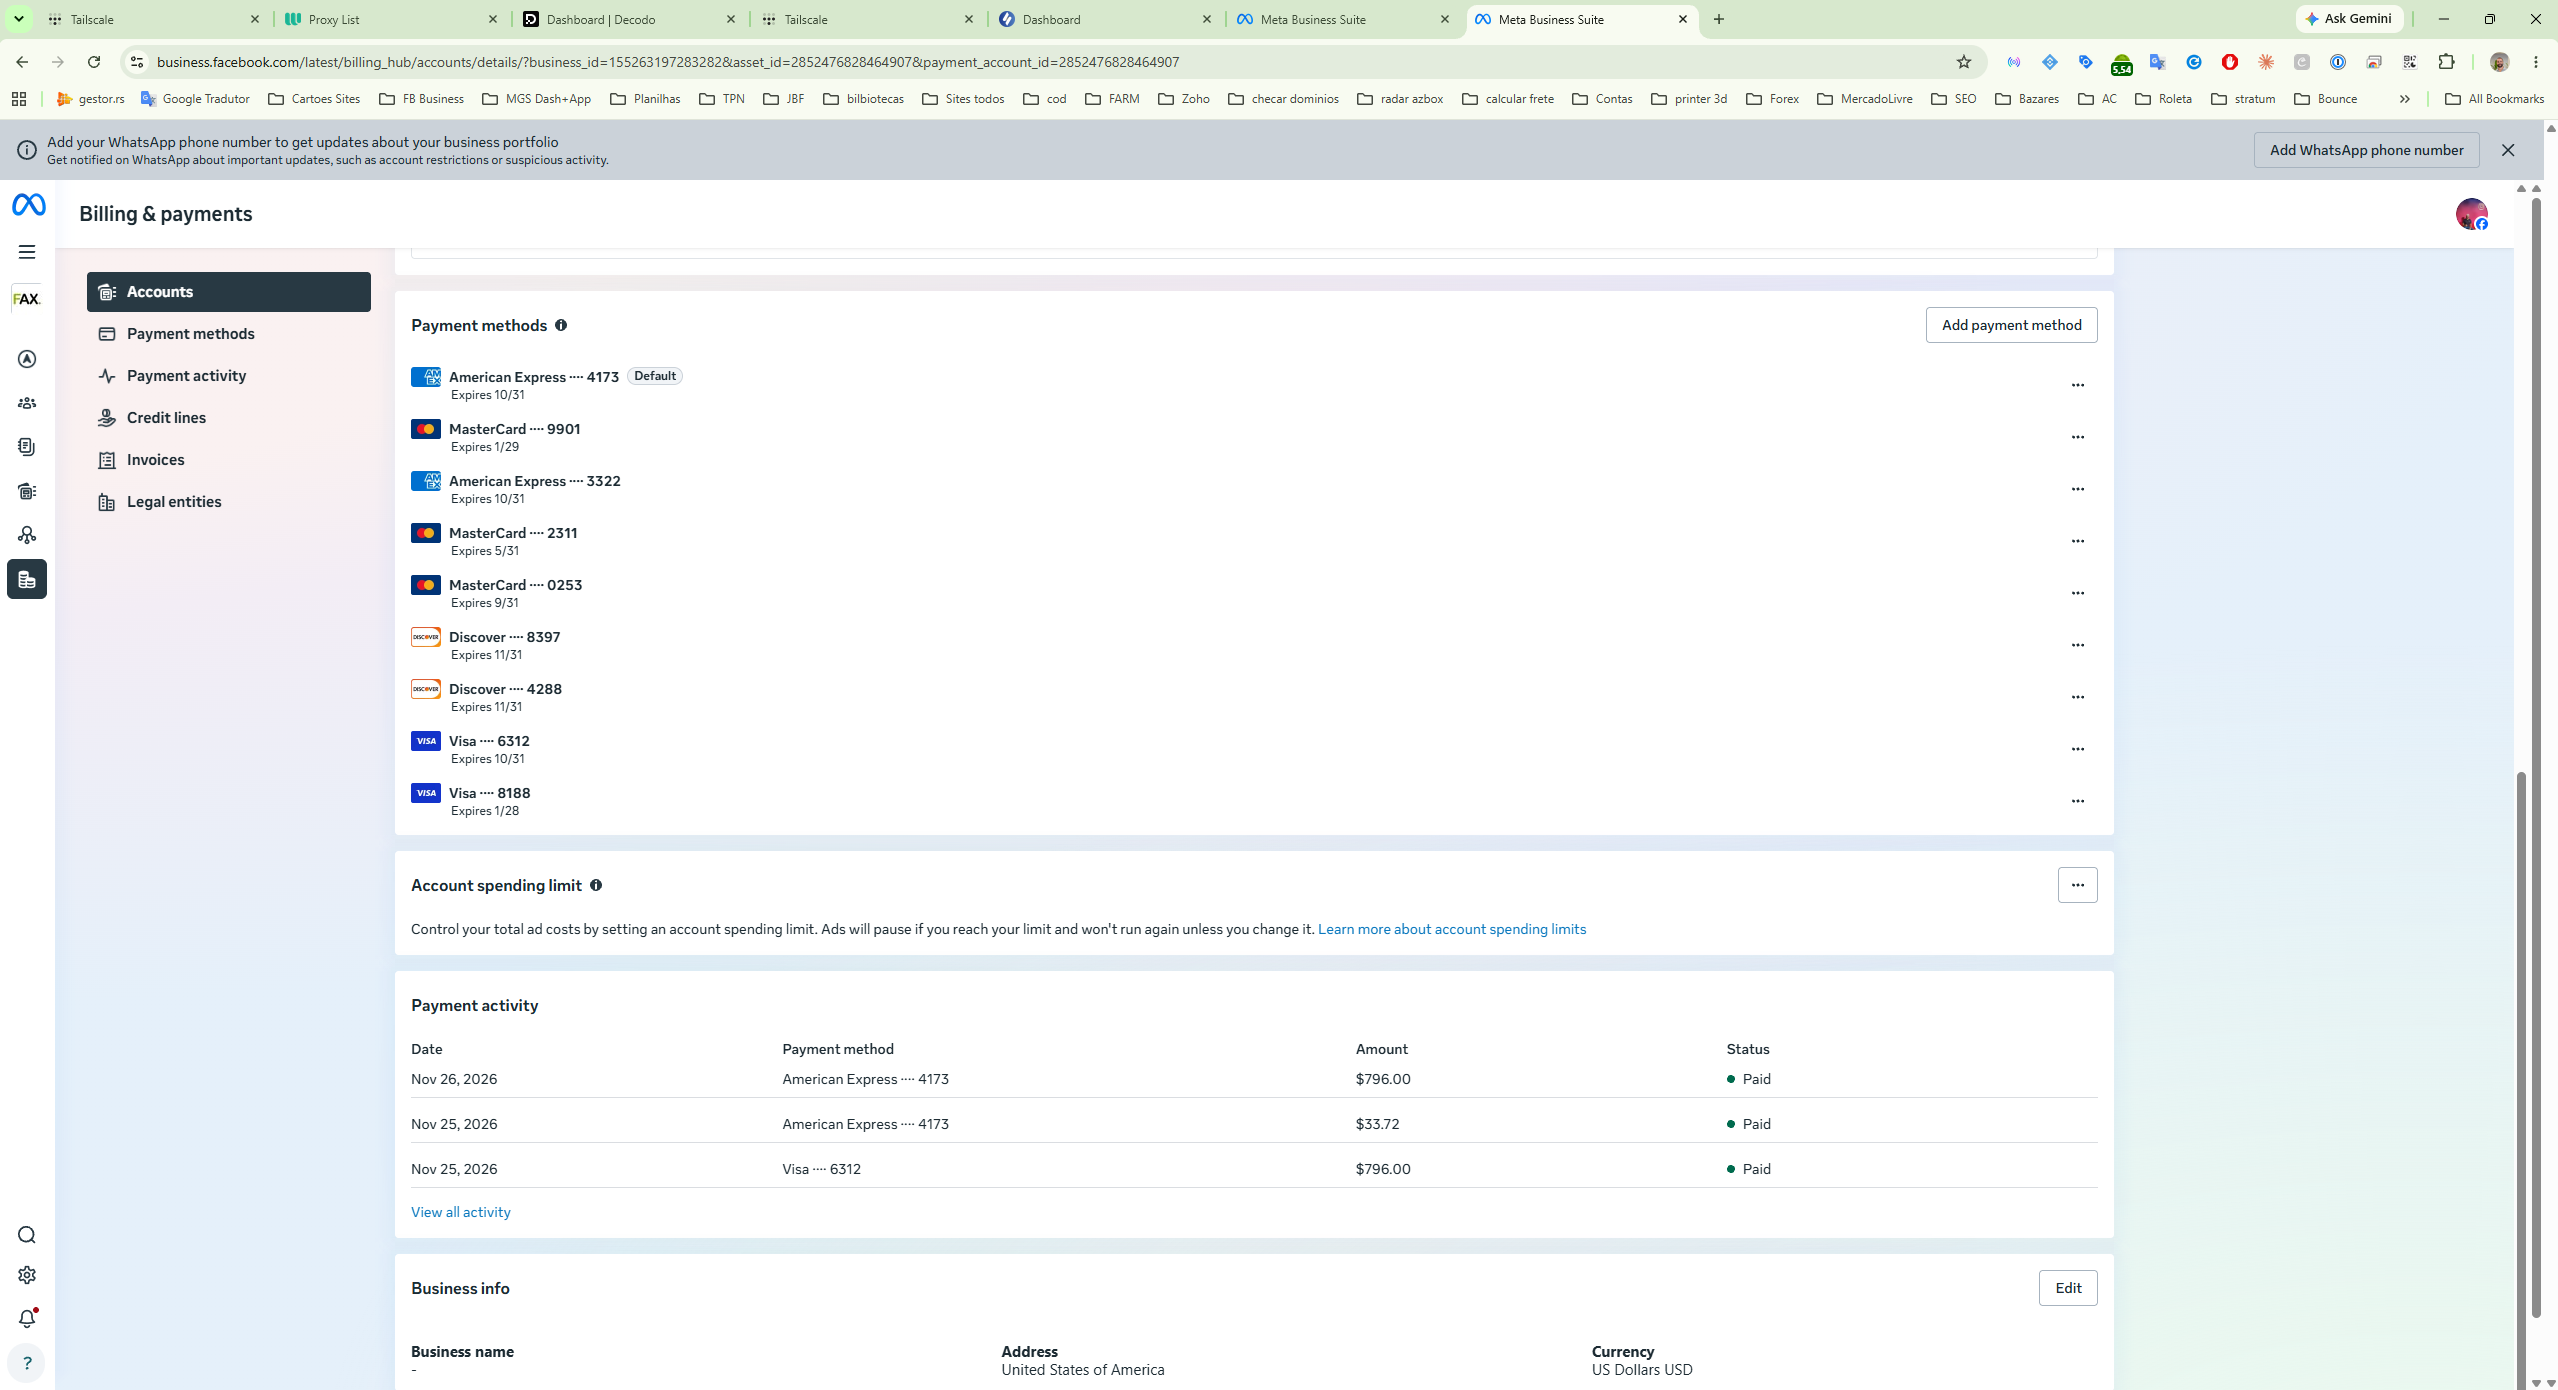 Tailscale
Proxy List
Dashboard | Decodo
Tailscale
Dashboard
Meta Business Suite
Meta Business Suite
Ask Gemini
business.facebook.com/latest/billing_hub/accounts/details/?business_id=1552631972832828&asset_id=2852476828464907&payment_account_id=2852476828464907
5,54
gestor.rs
Google Tradutor
Cartoes Sites
FB Business
MGS Dash+App
Planilhas
TPN
JBF
bilbiotecas
Sites todos
cod
FARM
Zoho
checar dominios
radar azbox
calcular frete
Contas
printer 3d
Forex
MercadoLivre
SEO
Bazares
AC
Roleta
stratum
Bounce
All Bookmarks
Add your WhatsApp phone number to get updates about your business portfolio
Get notified on WhatsApp about important updates, such as account restrictions or suspicious activity.
Add WhatsApp phone number
Billing & payments
FAX.
Accounts
Payment methods
Payment activity
Credit lines
Invoices
Legal entities
Payment methods
Add payment method
American Express ···· 4173 Default
Expires 10/31
MasterCard ···· 9901
Expires 1/29
American Express ···· 3322
Expires 10/31
MasterCard ···· 2311
Expires 5/31
MasterCard ···· 0253
Expires 9/31
DISCOVER Discover ···· 8397
Expires 11/31
DISCOVER Discover ···· 4288
Expires 11/31
VISA Visa ···· 6312
Expires 10/31
VISA Visa ···· 8188
Expires 1/28
Account spending limit
Control your total ad costs by setting an account spending limit. Ads will pause if you reach your limit and won't run again unless you change it. Learn more about account spending limits
Payment activity
Date Payment method Amount Status
Nov 26, 2026 American Express ···· 4173 $796.00 Paid
Nov 25, 2026 American Express ···· 4173 $33.72 Paid
Nov 25, 2026 Visa ···· 6312 $796.00 Paid
View all activity
Business info
Edit
Business name Address Currency
- United States of America US Dollars USD